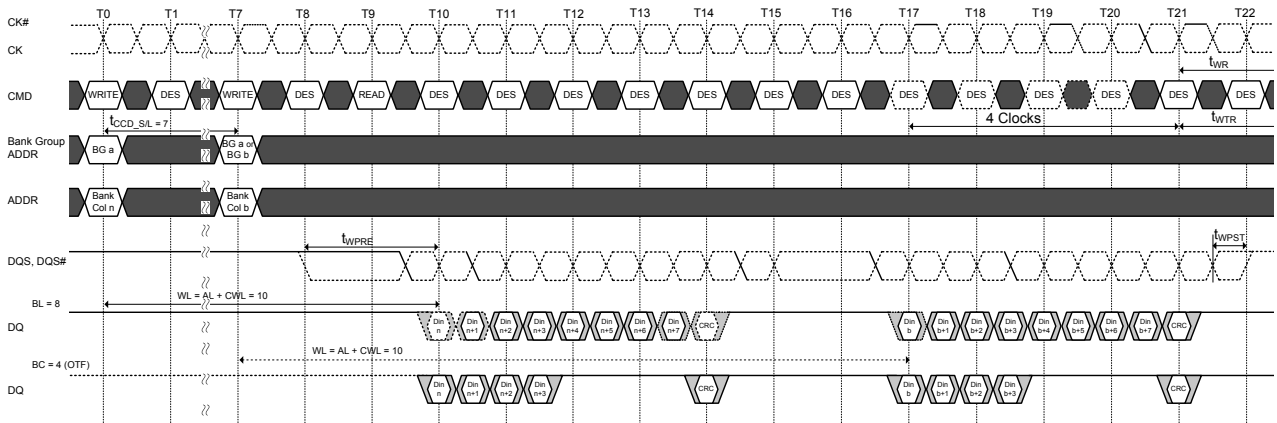 T0 T1 T7 T8 T9 T10 T11 T12 T13 T14 T15 T16 T17 T18 T19 T20 T21 T22
CK#
CK
tWR
CMD WRITE DES WRITE DES READ DES DES DES DES DES DES DES DES DES DES DES DES DES
tCCD_S/L = 7
4 Clocks
tWTR
Bank Group
ADDR
BG a
BG a or
BG b
ADDR
Bank
Col n
Bank
Col b
tWPRE
tWPST
DQS, DQS#
BL = 8
WL = AL + CWL = 10
DQ
Din n Din n+1 Din n+2 Din n+3 Din n+4 Din n+5 Din n+6 Din n+7 CRC Din b Din b+1 Din b+2 Din b+3 Din b+4 Din b+5 Din b+6 Din b+7 CRC
BC = 4 (OTF)
WL = AL + CWL = 10
DQ
Din n Din n+1 Din n+2 Din n+3 CRC Din b Din b+1 Din b+2 Din b+3 CRC